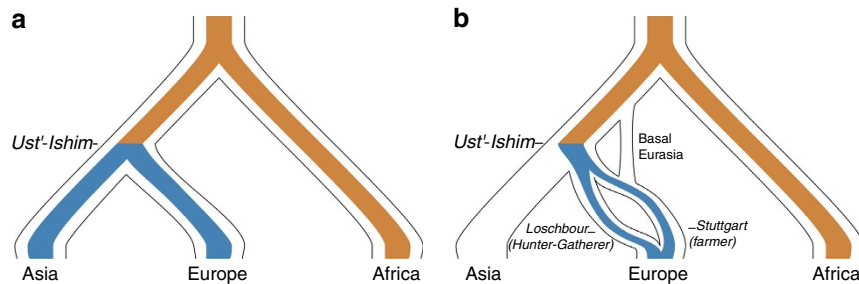 a
Ust'-Ishim-
Asia
Europe
Africa
b
Ust'-Ishim–
Basal
Eurasia
Loschbour–
(Hunter-Gatherer)
–Stuttgart
(farmer)
Asia
Europe
Africa